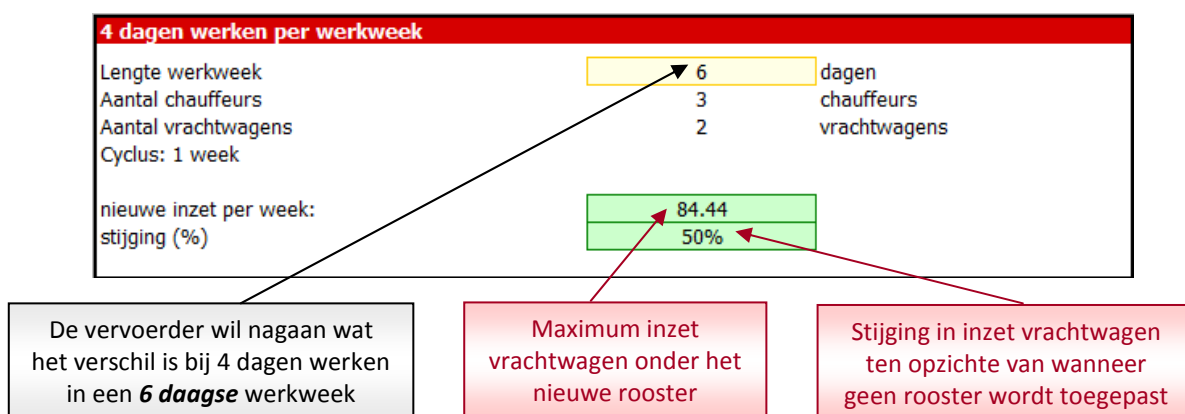 4 dagen werken per werkweek
Lengte werkweek 6 dagen
Aantal chauffeurs 3 chauffeurs
Aantal vrachtwagens 2 vrachtwagens
Cyclus: 1 week
nieuwe inzet per week: 84.44
stijging (%) 50%
De vervoerder wil nagaan wat
het verschil is bij 4 dagen werken
in een 6 daagse werkweek
Maximum inzet
vrachtwagen onder het
nieuwe rooster
Stijging in inzet vrachtwagen
ten opzichte van wanneer
geen rooster wordt toegepast